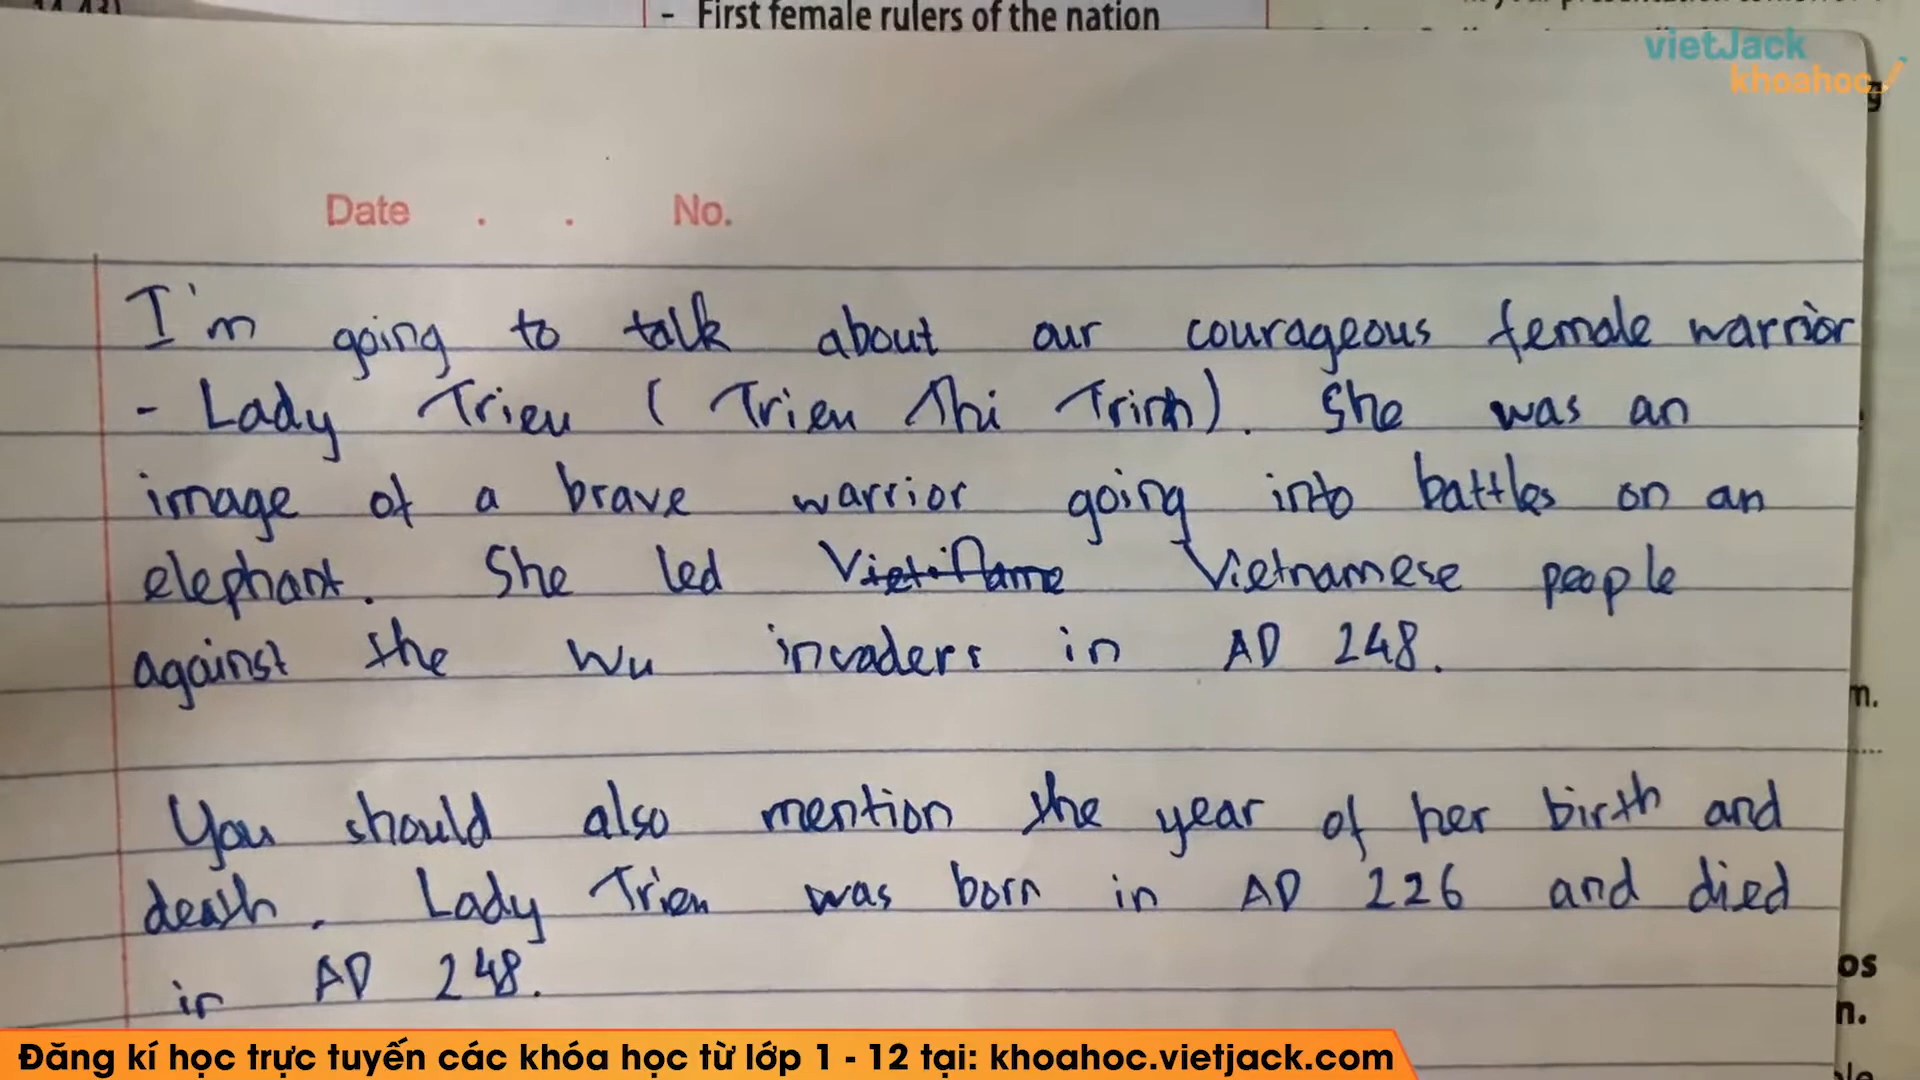 - First female rulers of the nation
vietJack
khoahoc
Date . . No.
I'm going to talk about our courageous female warrior
- Lady Trieu (Trieu Thi Trinh). She was an
image of a brave warrior going into battles on an
elephant. She led Vietnamese people
against the Wu invaders in AD 248.
You should also mention the year of her birth and
death. Lady Trieu was born in AD 226 and died
in AD 248.
m.
os
n.
Đăng kí học trực tuyến các khóa học từ lớp 1 - 12 tại: khoahoc.vietjack.com